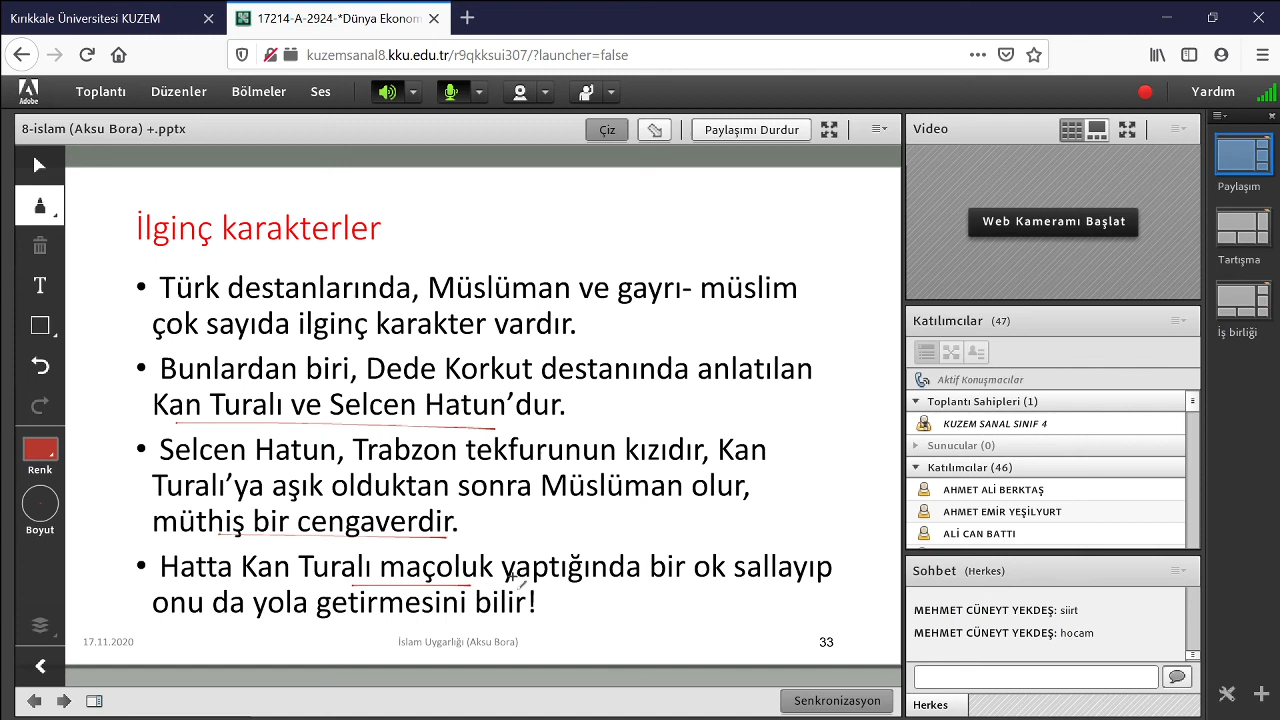 Kırıkkale Üniversitesi KUZEM
17214-A-2924-*Dünya Ekonom
kuzemsanal8.kku.edu.tr/r9qkksui307/?launcher=false
Adobe
Toplantı
Düzenler
Bölmeler
Ses
Yardım
8-islam (Aksu Bora) +.pptx
Çiz
Paylaşımı Durdur
İlginç karakterler
• Türk destanlarında, Müslüman ve gayrı- müslim
çok sayıda ilginç karakter vardır.
• Bunlardan biri, Dede Korkut destanında anlatılan
Kan Turalı ve Selcen Hatun’dur.
• Selcen Hatun, Trabzon tekfurunun kızıdır, Kan
Turalı’ya aşık olduktan sonra Müslüman olur,
müthiş bir cengaverdir.
• Hatta Kan Turalı maçoluk yaptığında bir ok sallayıp
onu da yola getirmesini bilir!
17.11.2020
İslam Uygarlığı (Aksu Bora)
33
T
Renk
Boyut
Senkronizasyon
Video
Web Kameramı Başlat
Katılımcılar (47)
Aktif Konuşmacılar
Toplantı Sahipleri (1)
KUZEM SANAL SINIF 4
Sunucular (0)
Katılımcılar (46)
AHMET ALİ BERKTAŞ
AHMET EMİR YEŞİLYURT
ALİ CAN BATTI
Sohbet (Herkes)
MEHMET CÜNEYT YEKDEŞ: siirt
MEHMET CÜNEYT YEKDEŞ: hocam
Herkes
Paylaşım
Tartışma
İş birliği